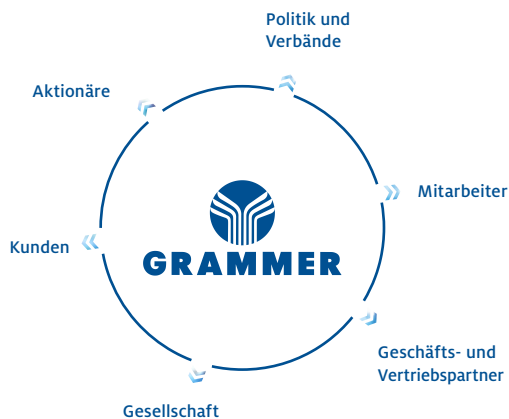 Politik und
Verbände
Aktionäre
Mitarbeiter
GRAMMER
Kunden
Geschäfts- und
Vertriebspartner
Gesellschaft